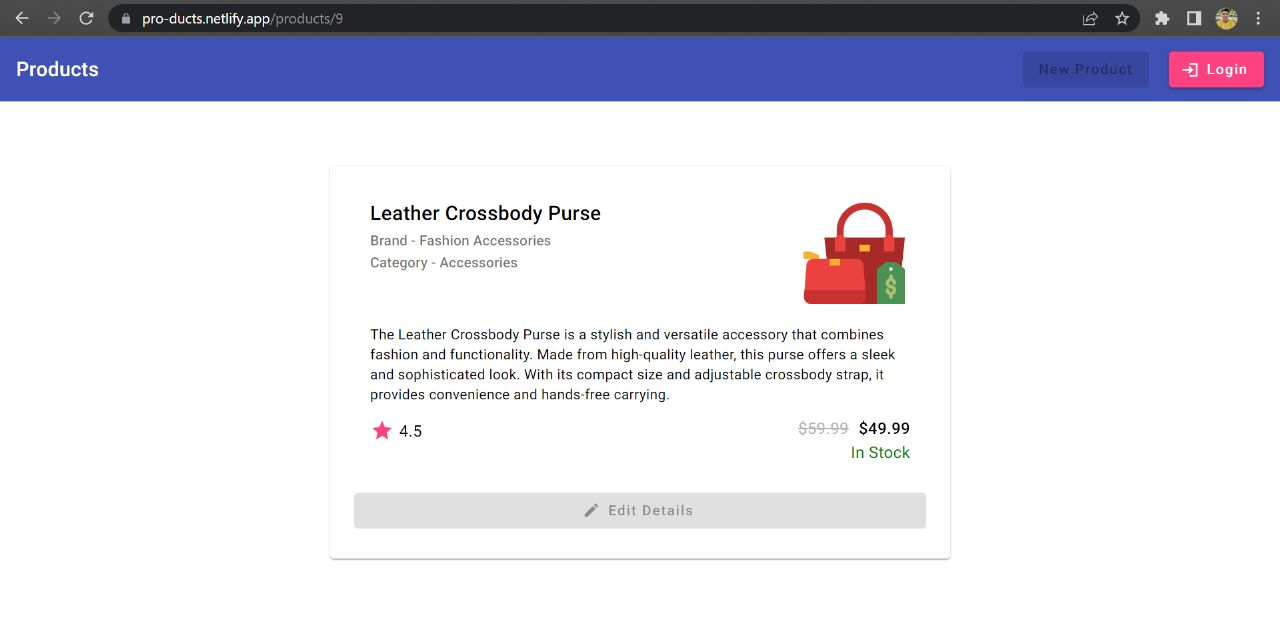 pro-ducts.netlify.app/products/9
Products
New Product
Login
Leather Crossbody Purse
Brand - Fashion Accessories
Category - Accessories
$
The Leather Crossbody Purse is a stylish and versatile accessory that combines
fashion and functionality. Made from high-quality leather, this purse offers a sleek
and sophisticated look. With its compact size and adjustable crossbody strap, it
provides convenience and hands-free carrying.
4.5
$59.99 $49.99
In Stock
Edit Details